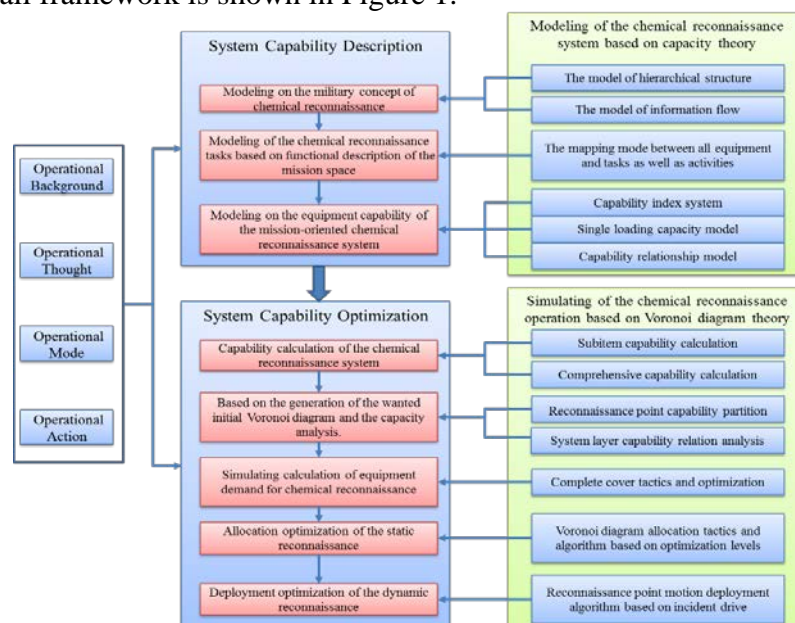 an framework is shown in Figure 1.
System Capability Description
Modeling on the military concept of
chemical reconnaissance
Modeling of the chemical reconnaissance
tasks based on functional description of the
mission space
Modeling on the equipment capability of
the mission-oriented chemical
reconnaissance system
Modeling of the chemical reconnaissance
system based on capacity theory
The model of hierarchical structure
The model of information flow
The mapping mode between all equipment
and tasks as well as activities
Capability index system
Single loading capacity model
Capability relationship model
Operational
Background
Operational
Thought
Operational
Mode
Operational
Action
System Capability Optimization
Capability calculation of the chemical
reconnaissance system
Based on the generation of the wanted
initial Voronoi diagram and the capacity
analysis.
Simulating calculation of equipment
demand for chemical reconnaissance
Allocation optimization of the static
reconnaissance
Deployment optimization of the dynamic
reconnaissance
Simulating of the chemical reconnaissance
operation based on Voronoi diagram theory
Subitem capability calculation
Comprehensive capability calculation
Reconnaissance point capability partition
System layer capability relation analysis
Complete cover tactics and optimization
Voronoi diagram allocation tactics and
algorithm based on optimization levels
Reconnaissance point motion deployment
algorithm based on incident drive